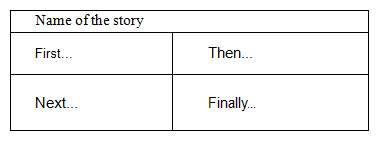 Name of the story
First...
Then...
Next...
Finally...